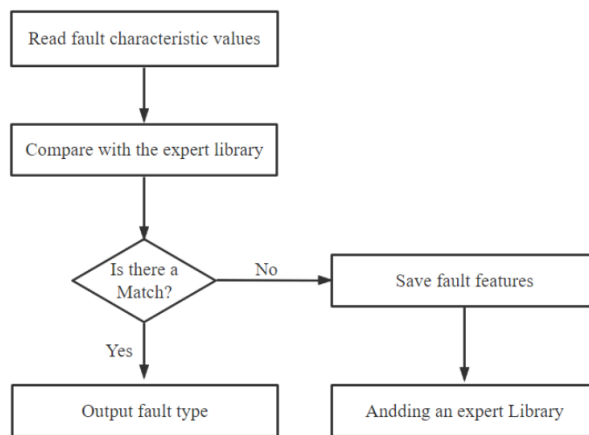 Read fault characteristic values
Compare with the expert library
Is there a
Match?
No
Save fault features
Yes
Output fault type
Andding an expert Library